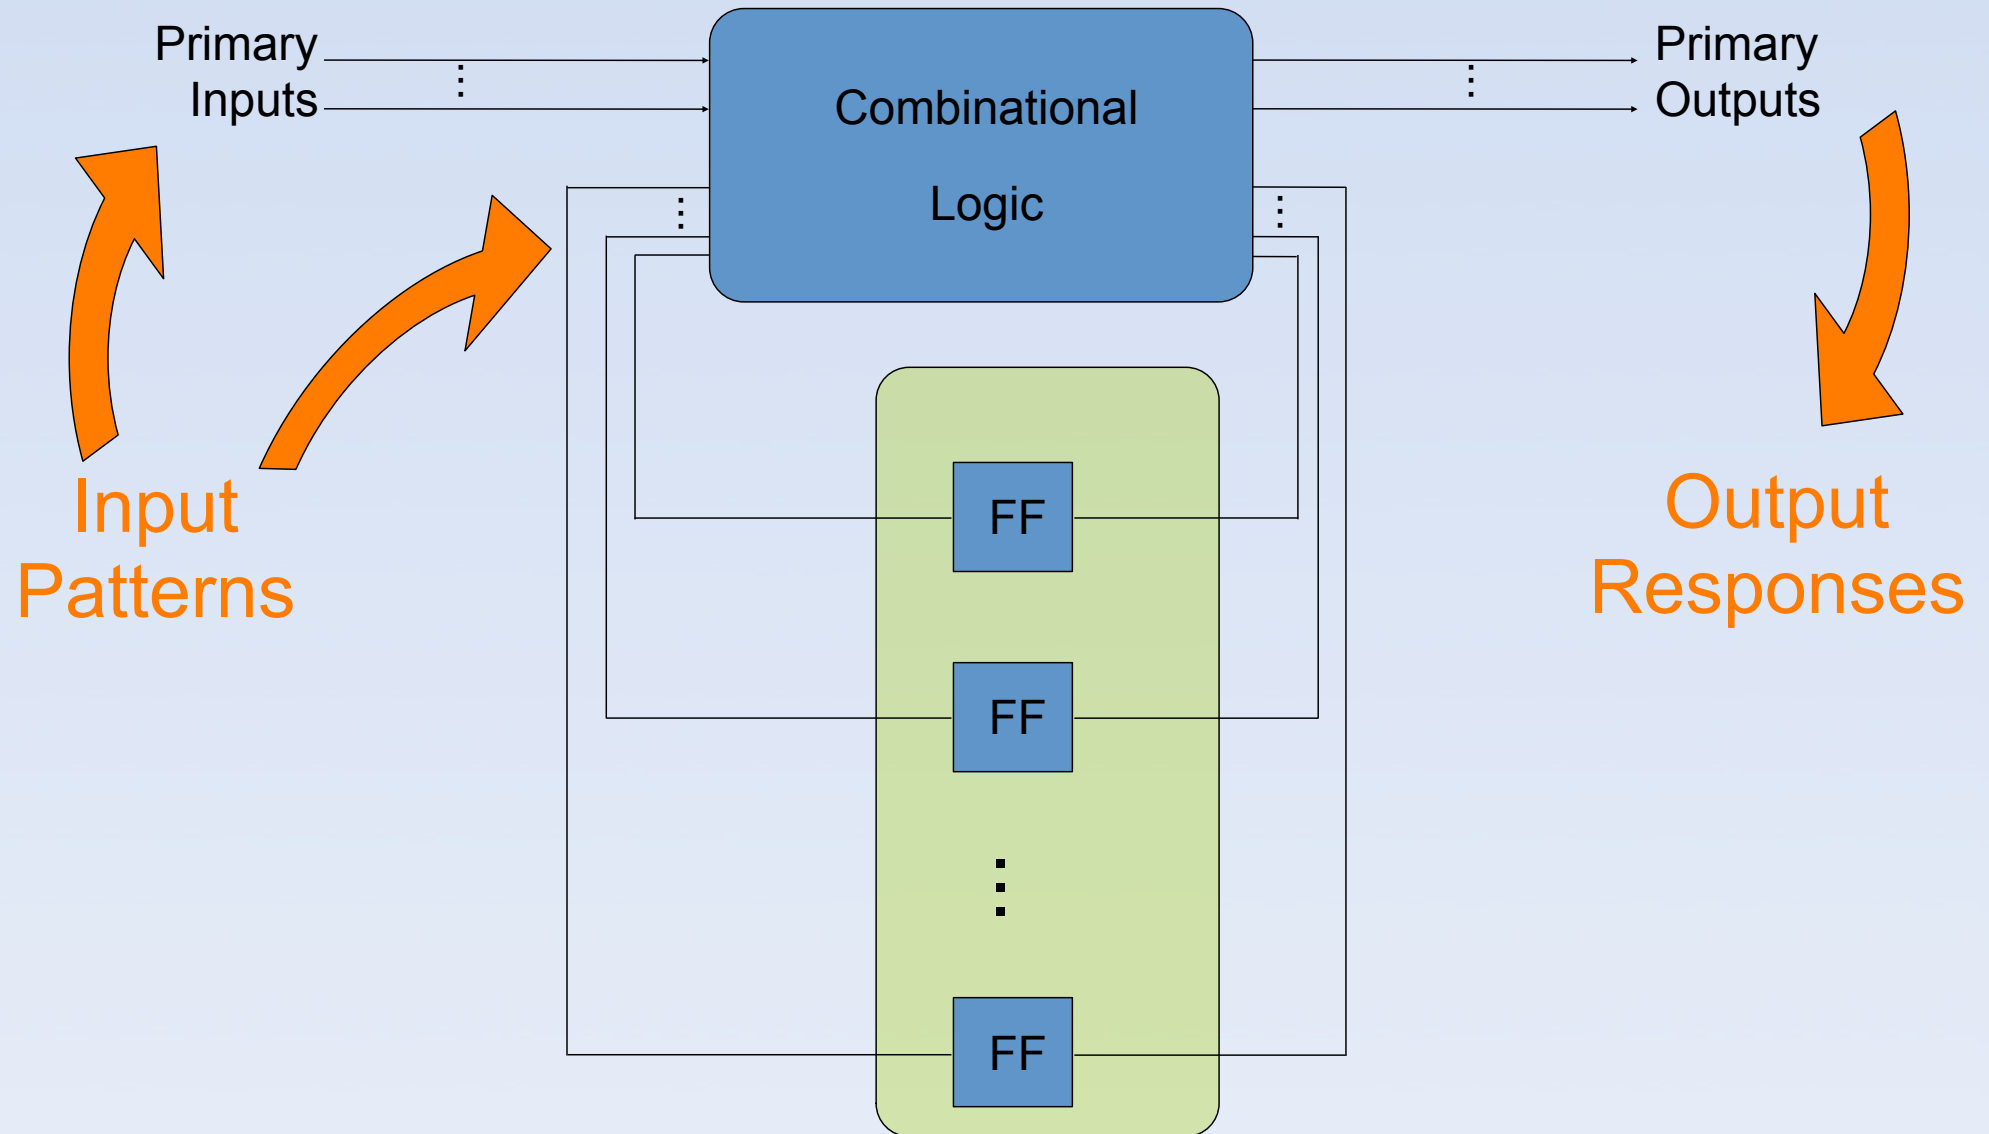 Primary
Inputs
Combinational
Logic
Primary
Outputs
Input
Patterns
Output
Responses
FF
FF
FF